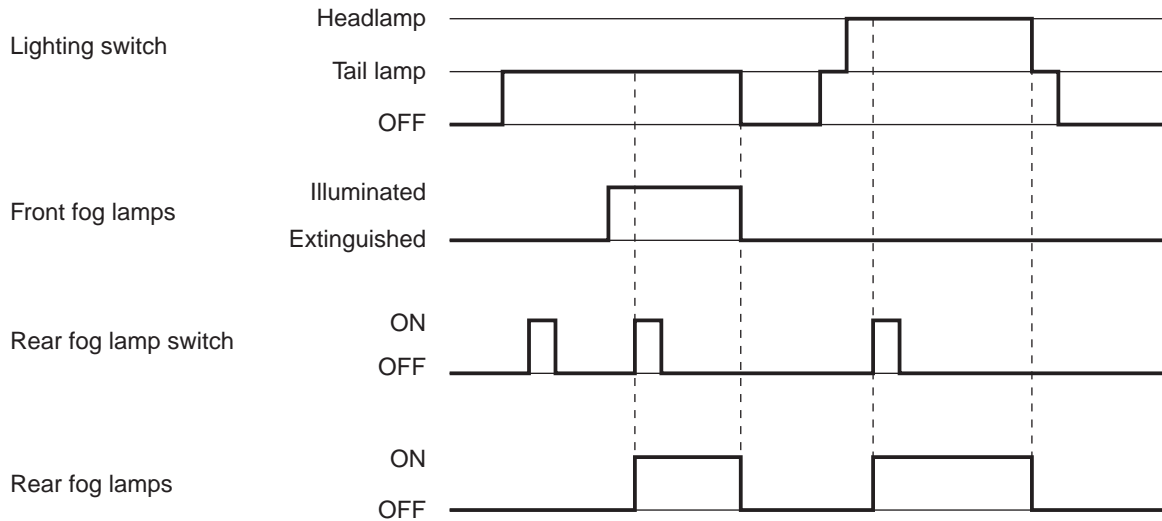 Headlamp
Lighting switch
Tail lamp
OFF
Illuminated
Front fog lamps
Extinguished
ON
Rear fog lamp switch
OFF
ON
Rear fog lamps
OFF